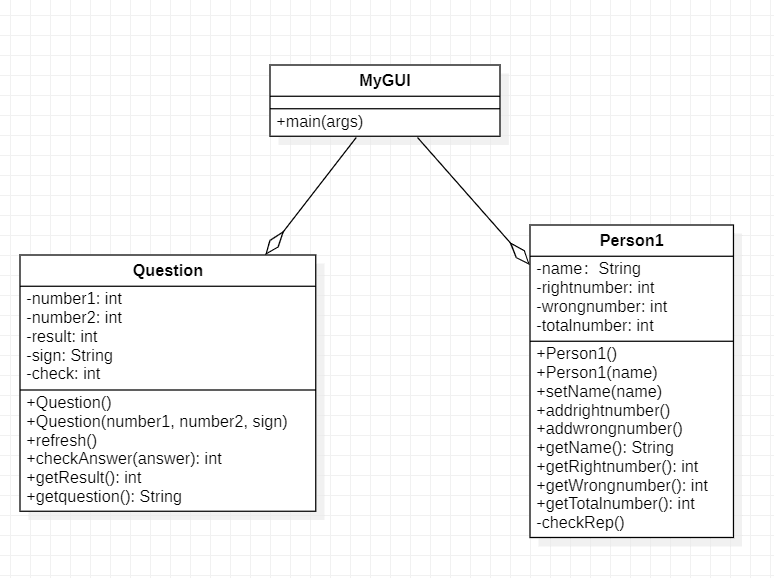 MyGUI
+main(args)
Question
-number1: int
-number2: int
-result: int
-sign: String
-check: int
+Question()
+Question(number1, number2, sign)
+refresh()
+checkAnswer(answer): int
+getResult(): int
+getquestion(): String
Person1
-name：String
-rightnumber: int
-wrongnumber: int
-totalnumber: int
+Person1()
+Person1(name)
+setName(name)
+addrightnumber()
+addwrongnumber()
+getName(): String
+getRightnumber(): int
+getWrongnumber(): int
+getTotalnumber(): int
-checkRep()